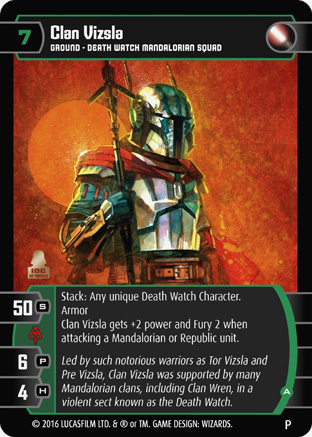 7
Clan Vizsla
GROUND - DEATH WATCH MANDALORIAN SQUAD
IDC
50 S
Stack: Any unique Death Watch Character.
Armor
Clan Vizsla gets +2 power and Fury 2 when
attacking a Mandalorian or Republic unit.
6 P
4 H
Led by such notorious warriors as Tor Vizsla and
Pre Vizsla, Clan Vizsla was supported by many
Mandalorian clans, including Clan Wren, in a
violent sect known as the Death Watch.
A
© 2016 LUCASFILM LTD. & ® or TM. GAME DESIGN: WIZARDS.
P